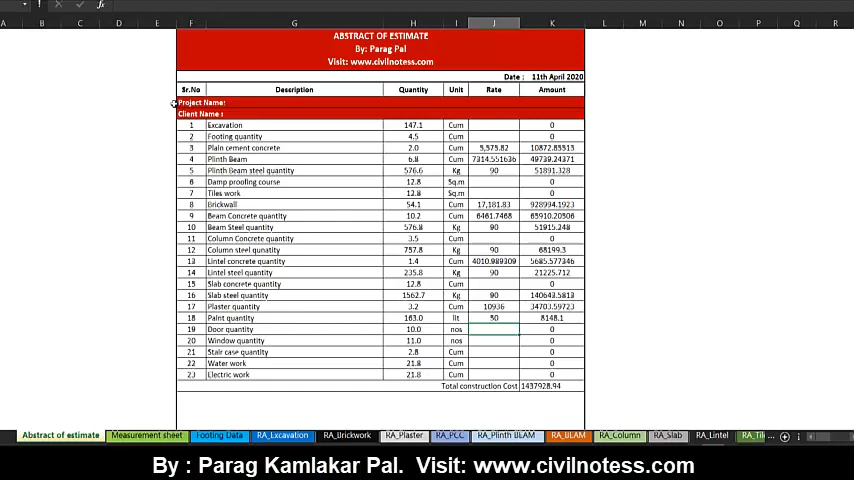 fx
A B C D E F G H I J K L M N O P Q R
ABSTRACT OF ESTIMATE
By: Parag Pal
Visit: www.civilnotess.com
Date : 11th April 2020
Sr.No Description Quantity Unit Rate Amount
Project Name:
Client Name :
1 Excavation 147.1 Cum 0
2 Footing quantity 4.5 Cum 0
3 Plain cement concrete 2.0 Cum 5,573.82 10872.83513
4 Plinth Beam 6.8 Cum 7314.551636 49739.24371
5 Plinth Beam steel quantity 576.6 Kg 90 51891.328
6 Damp proofing course 12.8 Sq.m 0
7 Tiles work 12.8 Sq.m 0
8 Brickwall 54.1 Cum 17,181.83 928994.1923
9 Beam Concrete quantity 10.2 Cum 6461.7468 65910.20306
10 Beam Steel quantity 576.8 Kg 90 51915.248
11 Column Concrete quantity 3.5 Cum 0
12 Column steel qunatity 757.8 Kg 90 68199.3
13 Lintel concrete quantity 1.4 Cum 4010.989309 5685.577346
14 Lintel steel quantity 235.8 Kg 90 21225.712
15 Slab concrete quantity 12.8 Cum 0
16 Slab steel quantity 1562.7 Kg 90 140643.5813
17 Plaster quantity 3.2 Cum 10936 34703.59723
18 Paint quantity 163.0 lit 50 8148.1
19 Door quantity 10.0 nos 0
20 Window quantity 11.0 nos 0
21 Stair case quantity 2.8 Cum 0
22 Water work 21.8 Cum 0
23 Electric work 21.8 Cum 0
Total construction Cost 1437928.94
Abstract of estimate Measurement sheet Footing Data RA_Excavation RA_Brickwork RA_Plaster RA_PCC RA_Plinth BEAM RA_BEAM RA_Column RA_Slab RA_Lintel RA_Til
By : Parag Kamlakar Pal. Visit: www.civilnotess.com